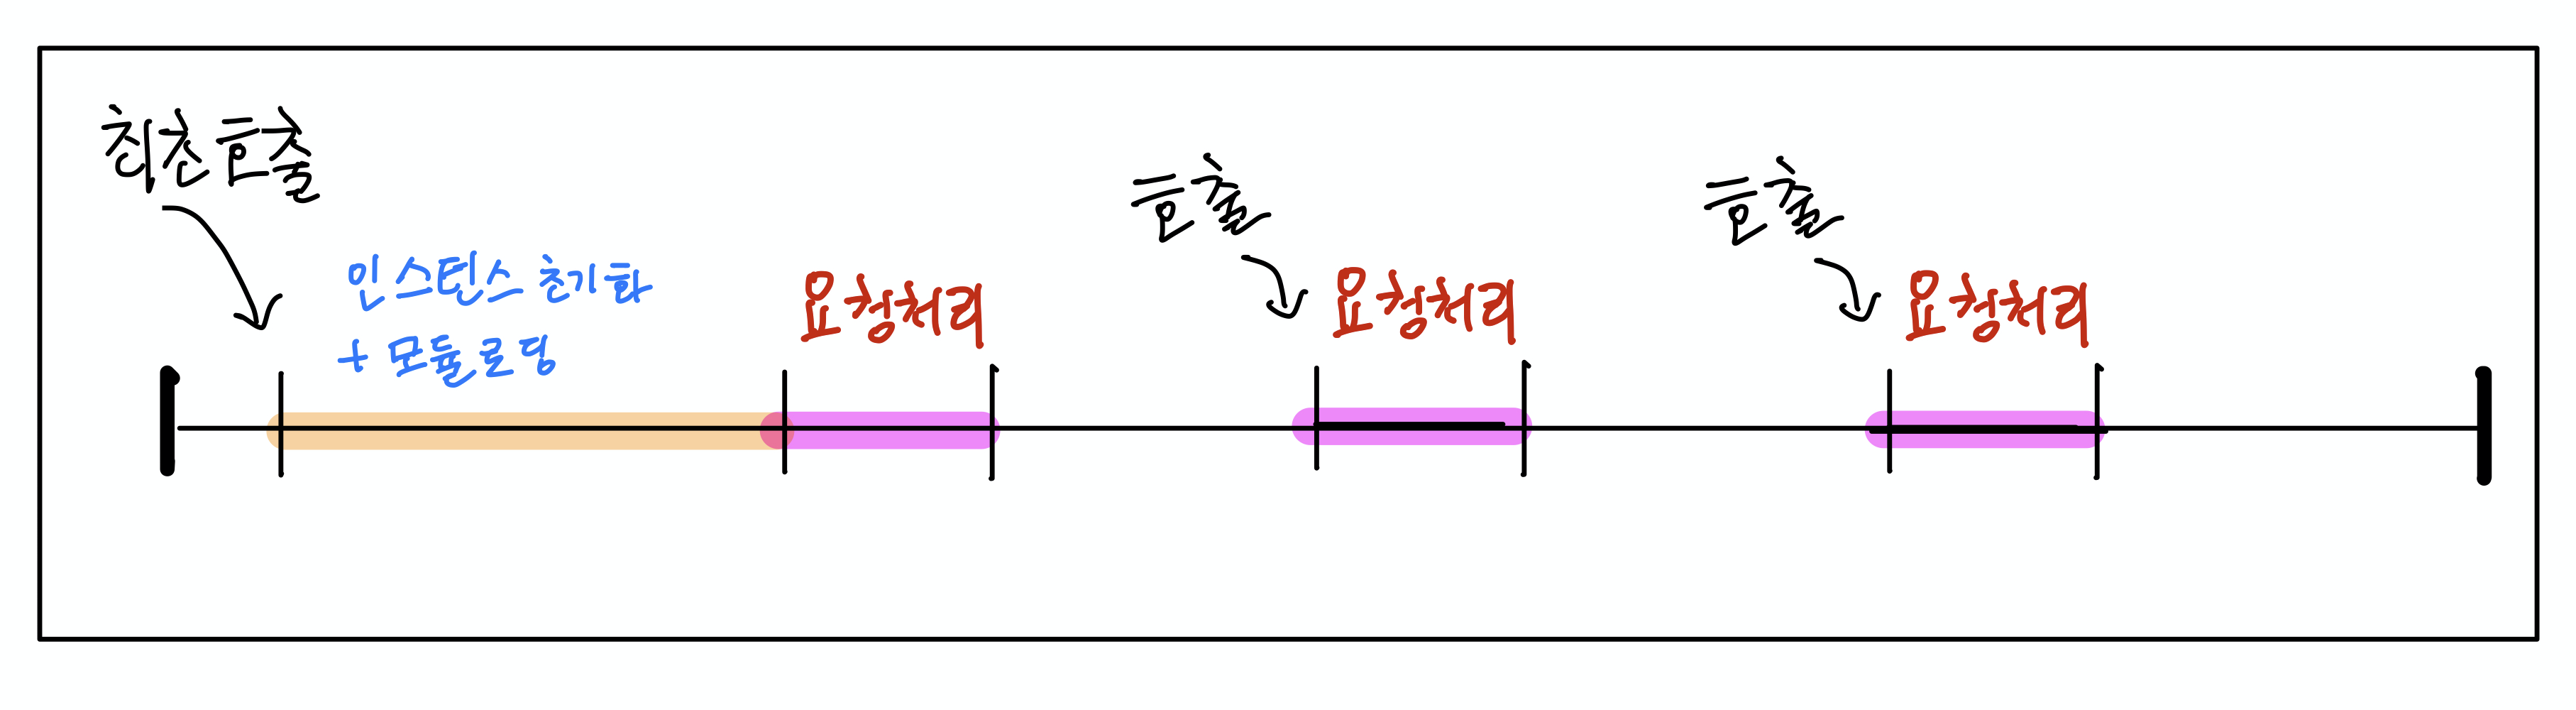 최초 호출
인스턴스 초기화
+ 모듈로딩
요청처리
호출
요청처리
호출
요청처리